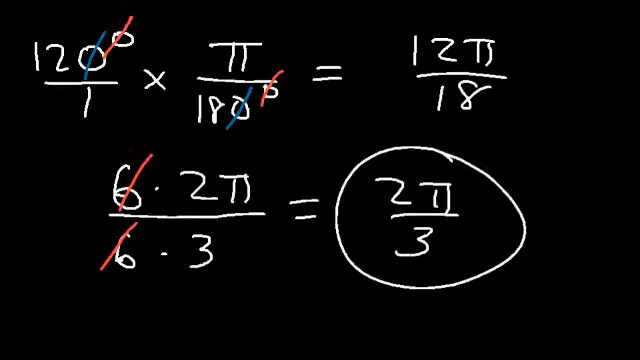 120°/1 × π/180° = 12π/18
6 · 2π/6 · 3 = 2π/3